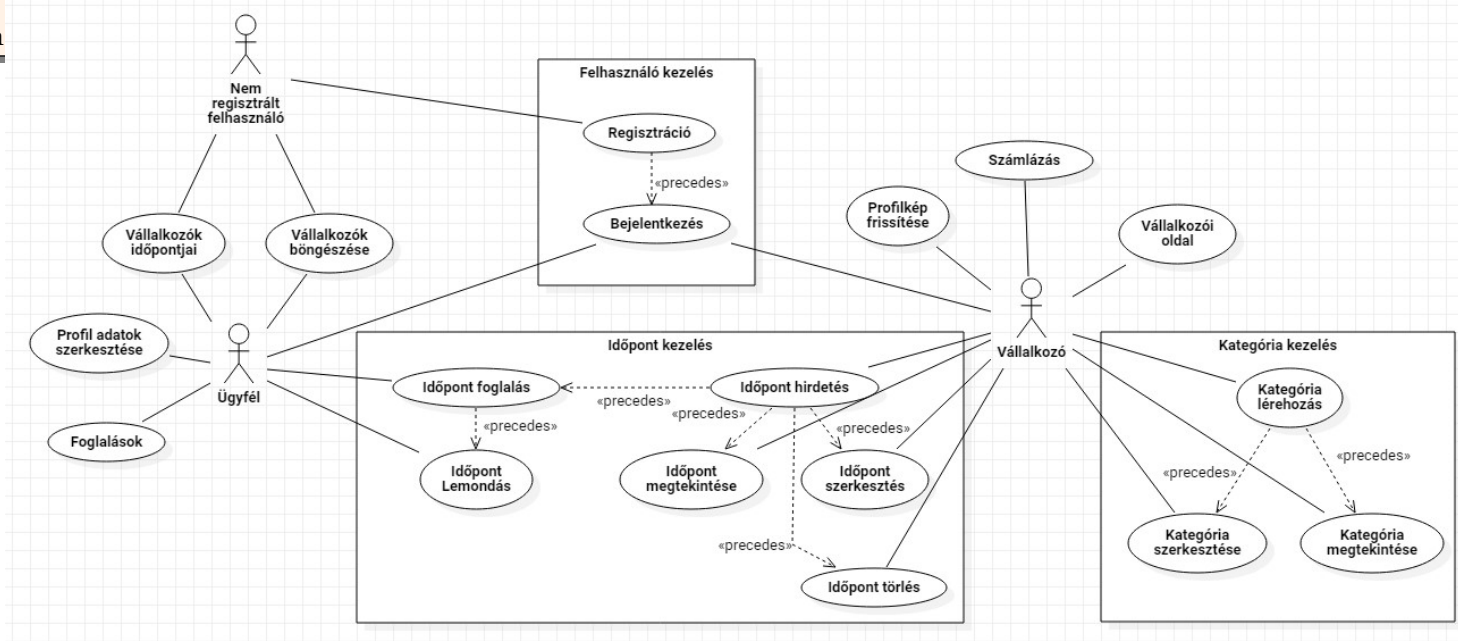 Nem
regisztrált
felhasználó
Felhasználó kezelés
Regisztráció
«precedes»
Bejelentkezés
Számlázás
Profilkép
frissítése
Vállalkozói
oldal
Vállalkozók
időpontjai
Vállalkozók
böngészése
Profil adatok
szerkesztése
Ügyfél
Foglalások
Vállalkozó
Időpont kezelés
Időpont foglalás
Időpont hirdetés
«precedes»
«precedes»
«precedes»
«precedes»
Időpont
Lemondás
Időpont
megtekintése
Időpont
szerkesztés
«precedes»
Időpont törlés
Kategória kezelés
Kategória
lérehozás
«precedes»
«precedes»
Kategória
szerkesztése
Kategória
megtekintése